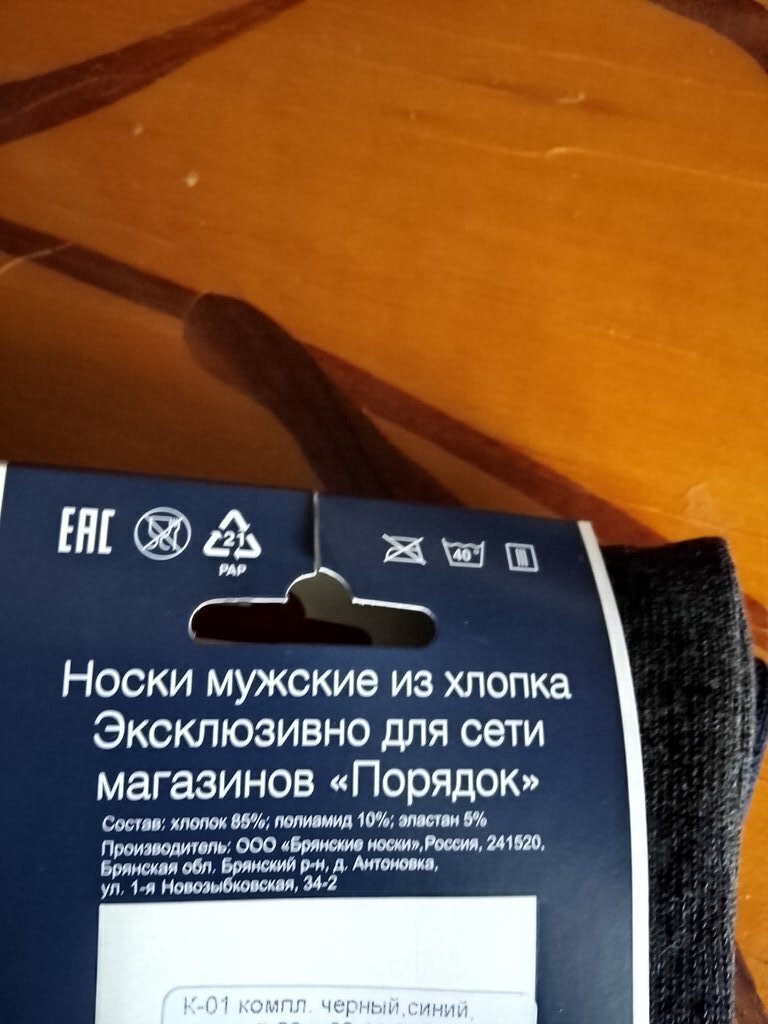 EAC
21
PAP
40°
Носки мужские из хлопка
Эксклюзивно для сети
магазинов «Порядок»
Состав: хлопок 85%; полиамид 10%; эластан 5%
Производитель: ООО «Брянские носки»,Россия, 241520,
Брянская обл. Брянский р-н, д. Антоновка,
ул. 1-я Новозыбковская, 34-2
К-01 компл. черный,синий,